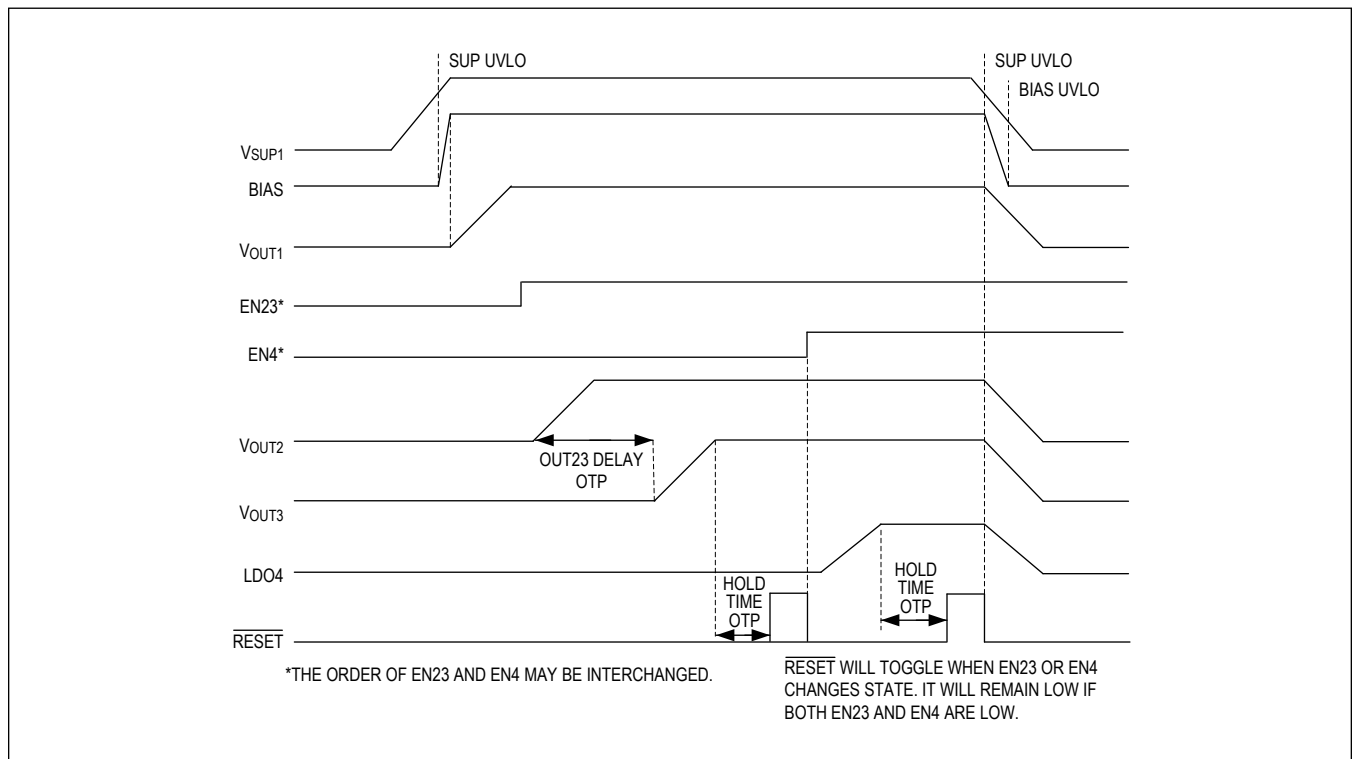 SUP UVLO
SUP UVLO
BIAS UVLO
VSUP1
BIAS
VOUT1
EN23*
EN4*
VOUT2
OUT23 DELAY
OTP
VOUT3
LDO4
HOLD
TIME
OTP
HOLD
TIME
OTP
RESET
*THE ORDER OF EN23 AND EN4 MAY BE INTERCHANGED.
RESET WILL TOGGLE WHEN EN23 OR EN4
CHANGES STATE. IT WILL REMAIN LOW IF
BOTH EN23 AND EN4 ARE LOW.